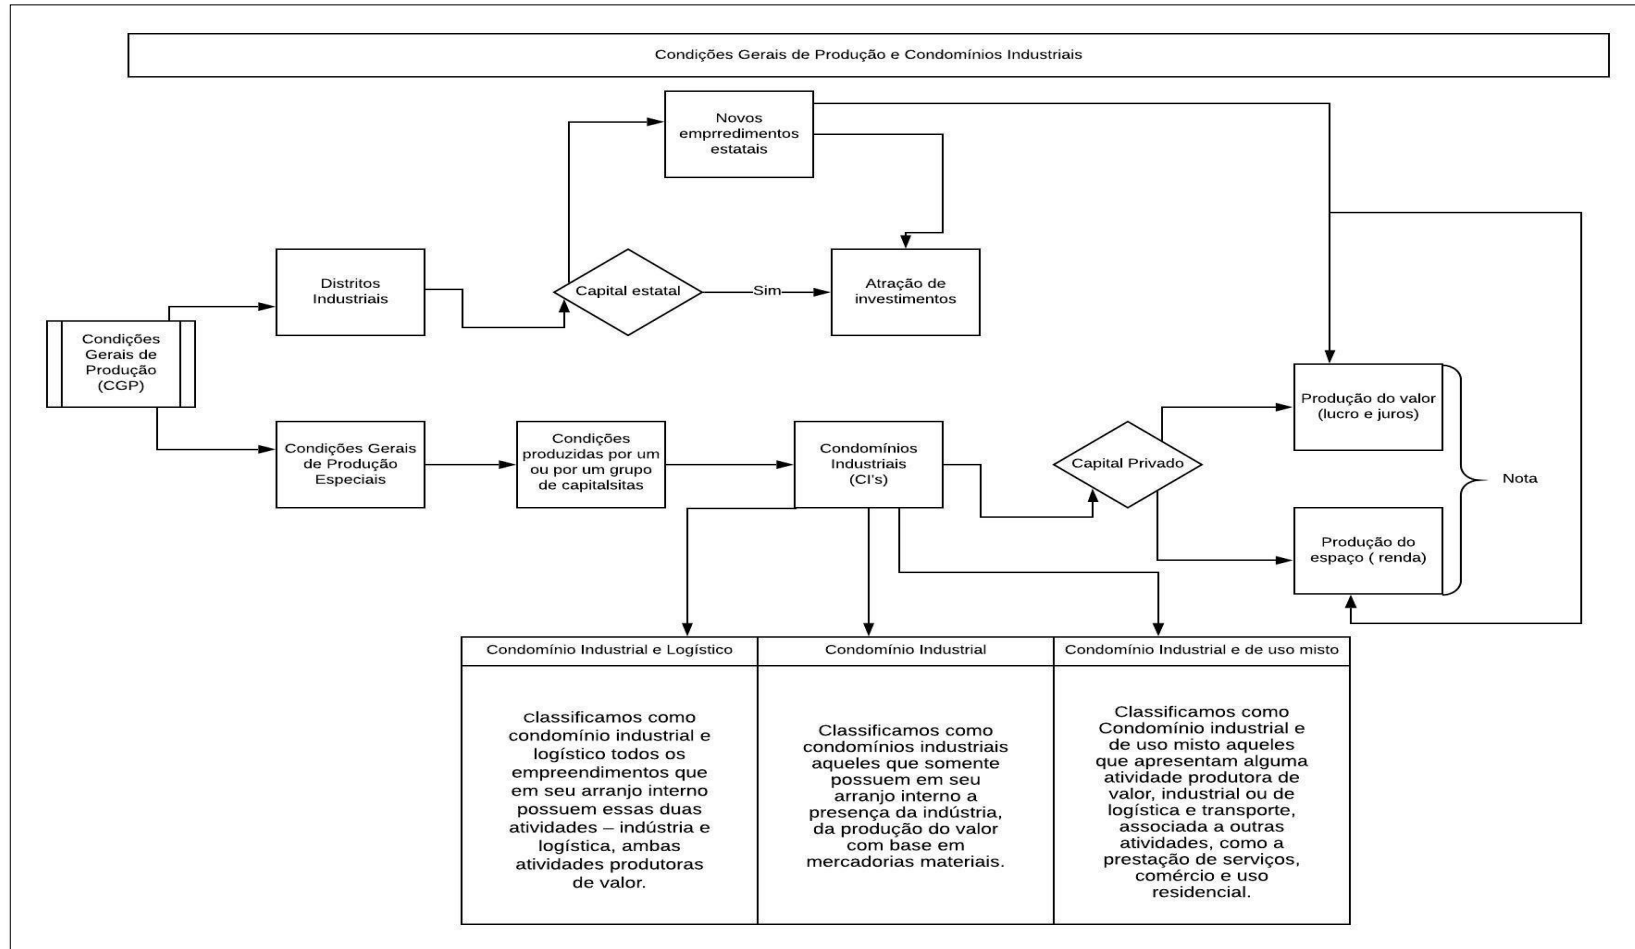 Condições Gerais de Produção e Condomínios Industriais
Novos
emprredimentos
estatais
Distritos
Industriais
Capital estatal
Sim
Atração de
investimentos
Condições
Gerais de
Produção
(CGP)
Produção do valor
(lucro e juros)
Condições Gerais
de Produção
Especiais
Condições
produzidas por um
ou por um grupo
de capitalsitas
Condomínios
Industriais
(CI's)
Capital Privado
Nota
Produção do
espaço ( renda)
Condomínio Industrial e Logístico
Classificamos como
condomínio industrial e
logístico todos os
empreendimentos que
em seu arranjo interno
possuem essas duas
atividades – indústria e
logística, ambas
atividades produtoras
de valor.
Condomínio Industrial
Classificamos como
condomínios industriais
aqueles que somente
possuem em seu
arranjo interno a
presença da indústria,
da produção do valor
com base em
mercadorias materiais.
Condomínio Industrial e de uso misto
Classificamos como
Condomínio industrial e
de uso misto aqueles
que apresentam alguma
atividade produtora de
valor, industrial ou de
logística e transporte,
associada a outras
atividades, como a
prestação de serviços,
comércio e uso
residencial.